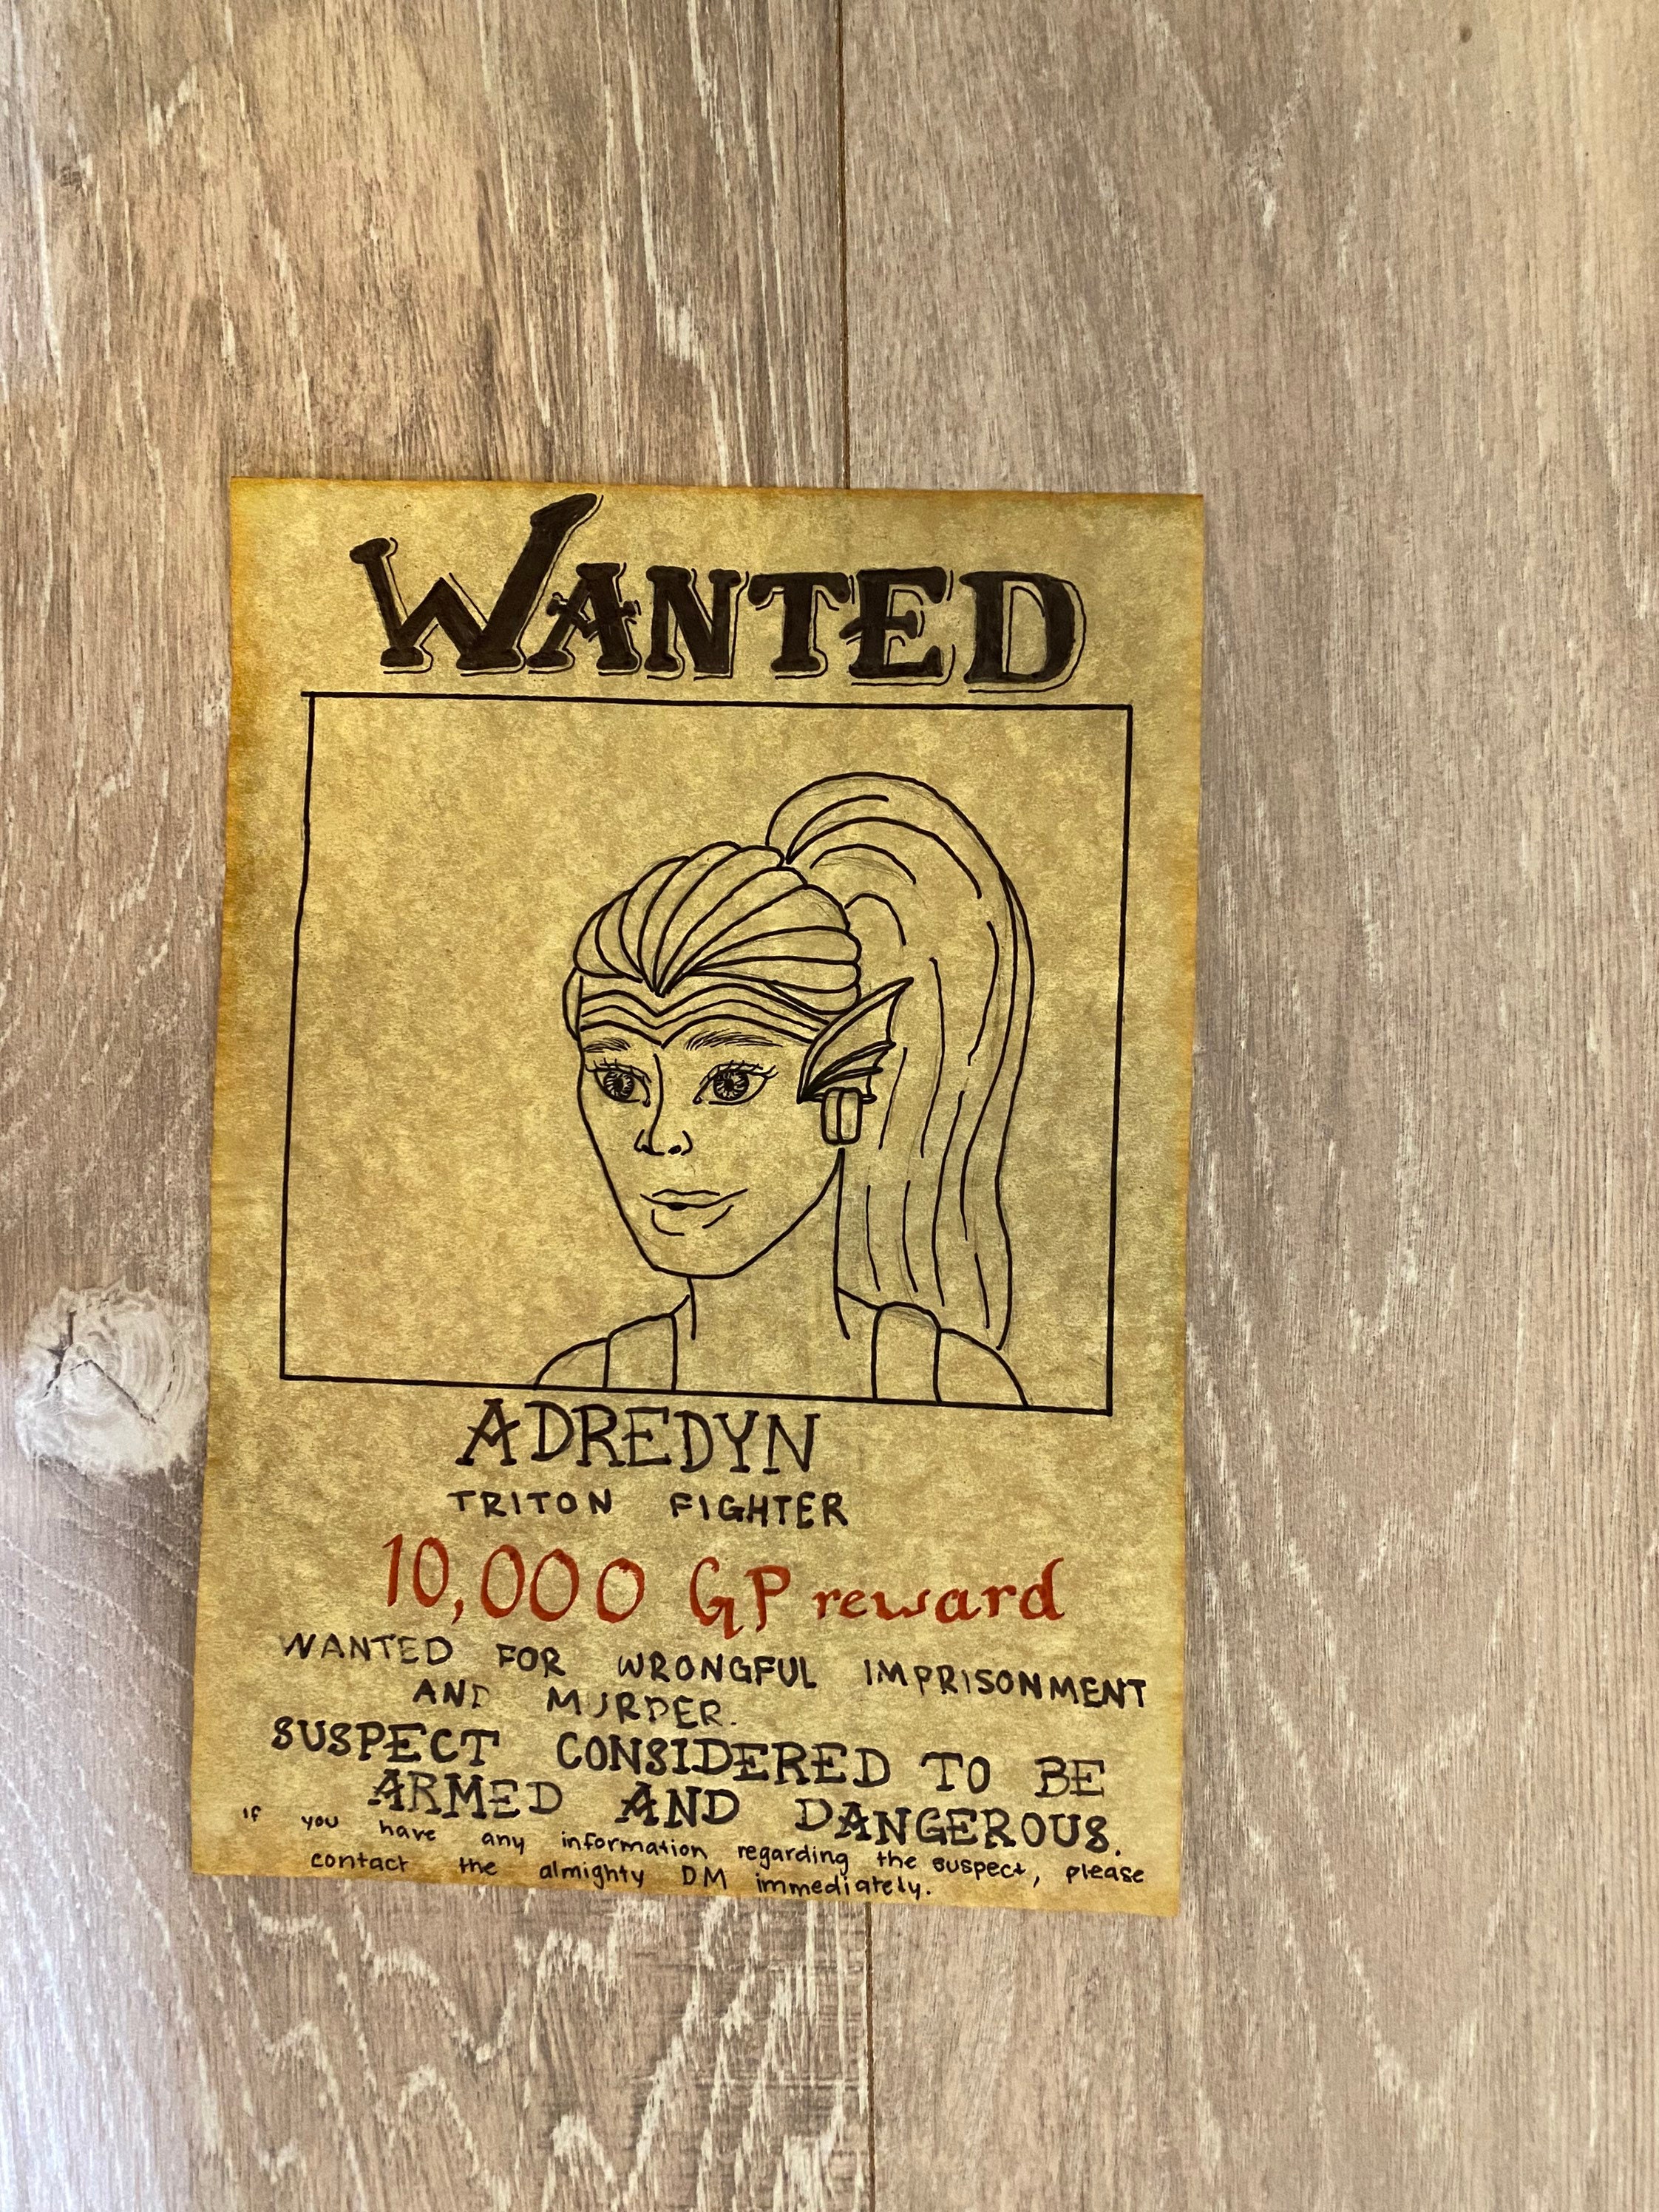 WANTED
ADREDYN
TRITON FIGHTER
10,000 GP reward
WANTED FOR WRONGFUL IMPRISONMENT
AND MURDER.
SUSPECT CONSIDERED TO BE
ARMED AND DANGEROUS.
if you have any information regarding the suspect, please
contact the almighty DM immediately.